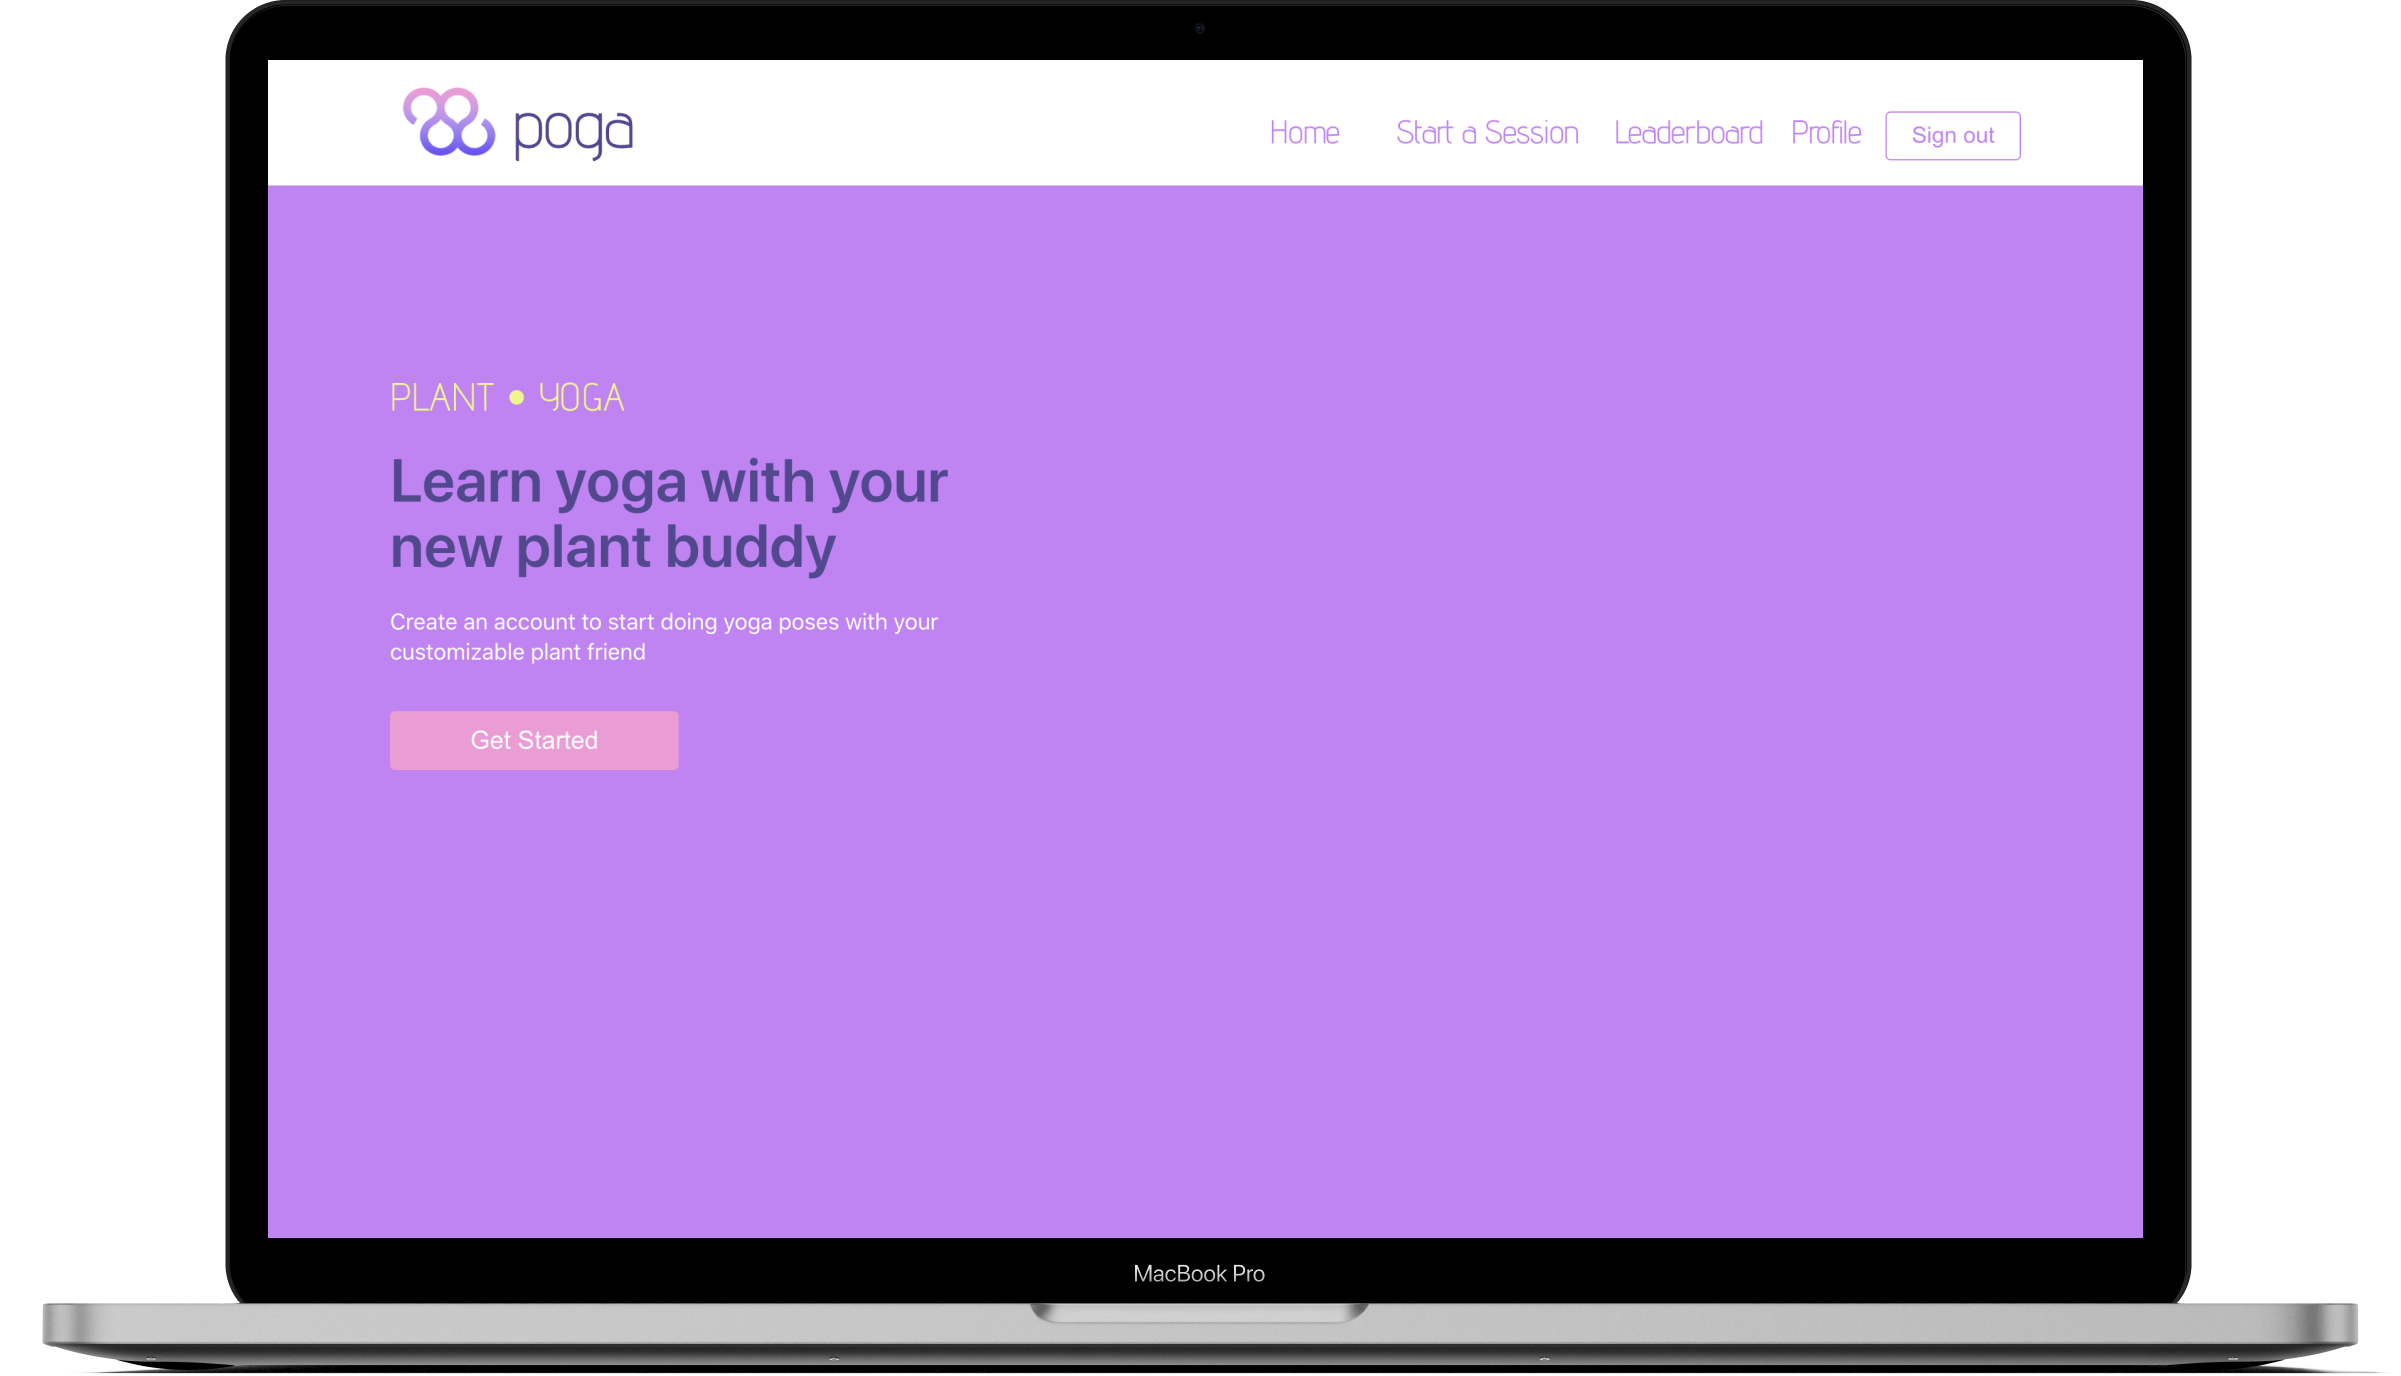 poga
Home Start a Session Leaderboard Profile Sign out
PLANT • YOGA
Learn yoga with your
new plant buddy
Create an account to start doing yoga poses with your
customizable plant friend
Get Started
MacBook Pro